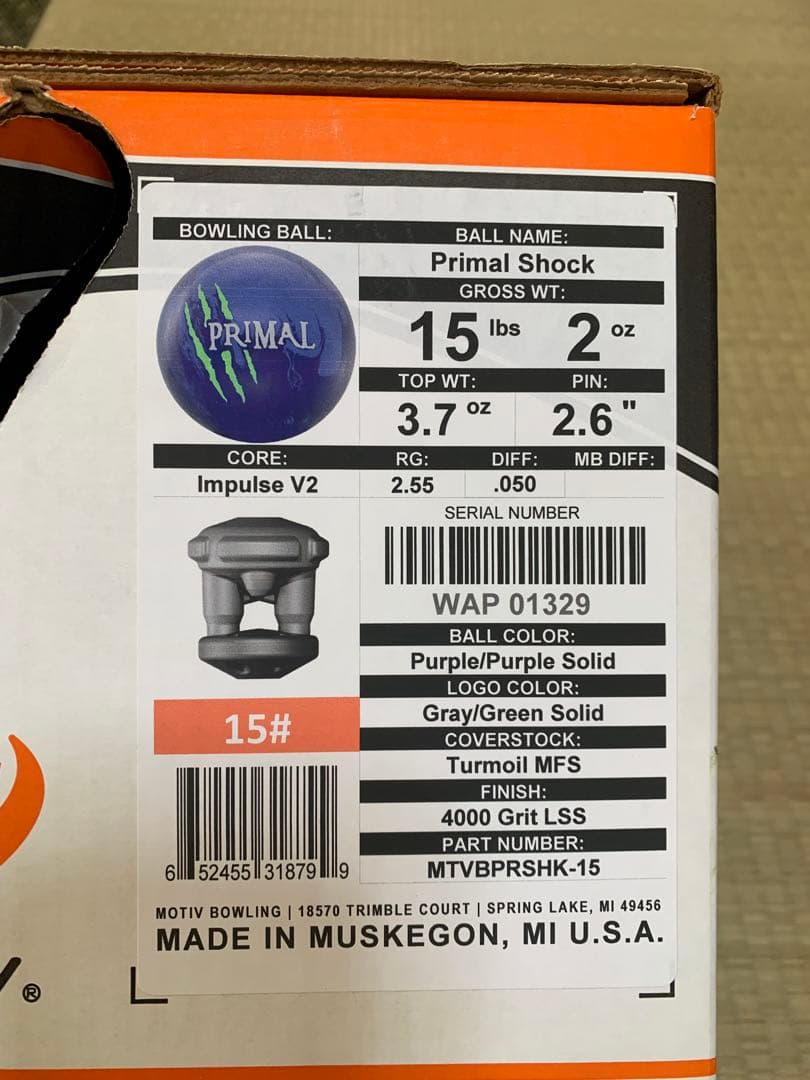 BOWLING BALL:
PRIMAL
BALL NAME:
Primal Shock
GROSS WT:
15 lbs 2 oz
TOP WT: PIN:
3.7 oz 2.6 "
CORE: RG: DIFF: MB DIFF:
Impulse V2 2.55 .050
SERIAL NUMBER
WAP 01329
BALL COLOR:
Purple/Purple Solid
LOGO COLOR:
Gray/Green Solid
COVERSTOCK:
Turmoil MFS
FINISH:
4000 Grit LSS
PART NUMBER:
MTVBPRSHK-15
15#
6 52455 31879 9
MOTIV BOWLING | 18570 TRIMBLE COURT | SPRING LAKE, MI 49456
MADE IN MUSKEGON, MI U.S.A.
®